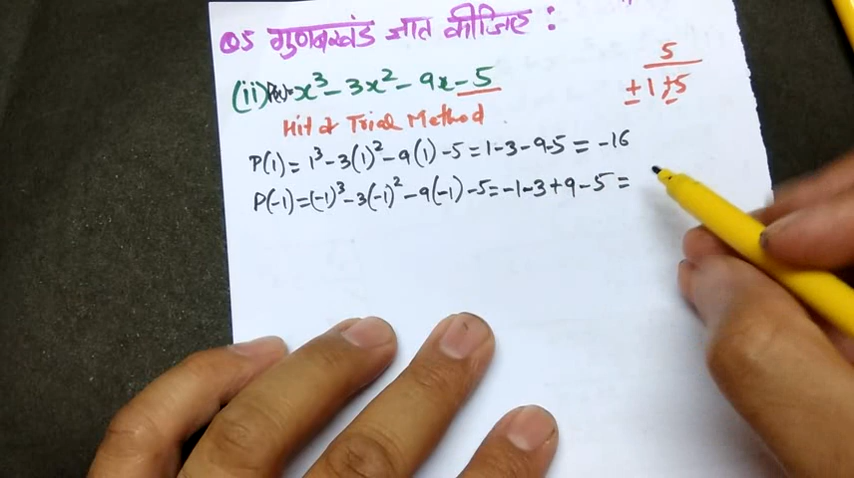 Q5 गुणनखंड ज्ञात कीजिए :
(ii) P(x)= x³ - 3x² - 9x - 5
5
±1, ±5
Hit & Trial Method
P(1) = 1³ - 3(1)² - 9(1) - 5 = 1 - 3 - 9 - 5 = -16
P(-1) = (-1)³ - 3(-1)² - 9(-1) - 5 = -1 - 3 + 9 - 5 =